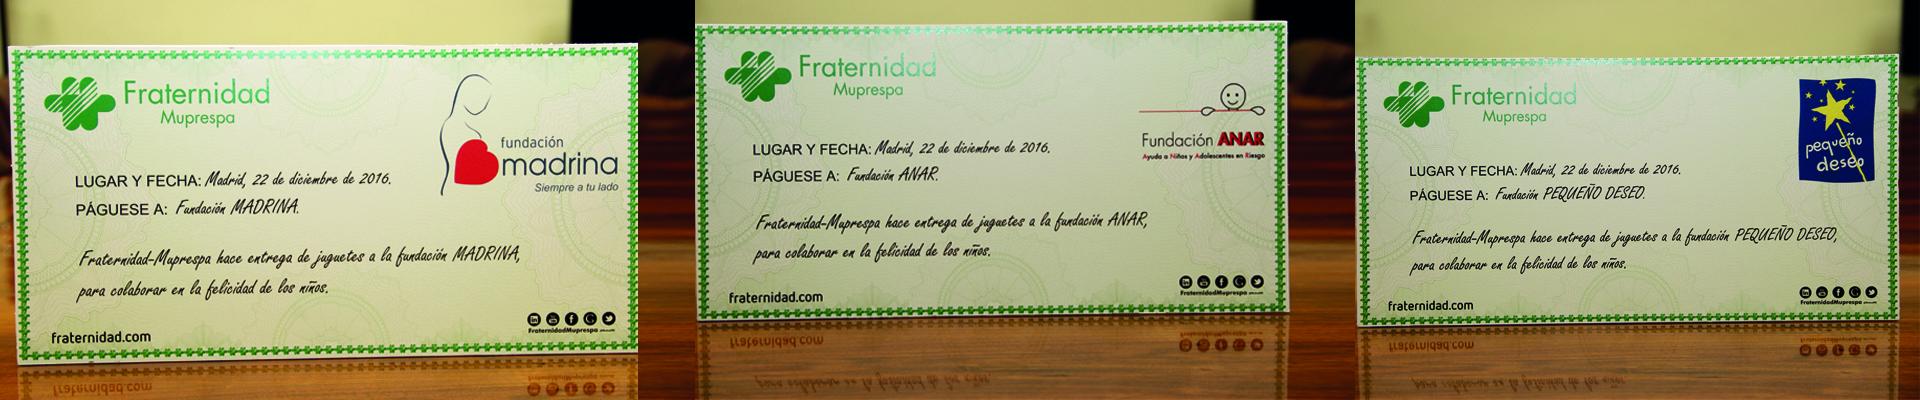 Fraternidad
Muprespa
fundación
madrina
Siempre a tu lado
LUGAR Y FECHA: Madrid, 22 de diciembre de 2016.
PÁGUESE A: Fundación MADRINA.
Fraternidad-Muprespa hace entrega de juguetes a la fundación MADRINA,
para colaborar en la felicidad de los niños.
fraternidad.com
FraternidadMuprespa
Fraternidad
Muprespa
Fundación ANAR
Ayuda a Niños y Adolescentes en Riesgo
LUGAR Y FECHA: Madrid, 22 de diciembre de 2016.
PÁGUESE A: Fundación ANAR.
Fraternidad-Muprespa hace entrega de juguetes a la fundación ANAR,
para colaborar en la felicidad de los niños.
fraternidad.com
FraternidadMuprespa
Fraternidad
Muprespa
pequeño
deseo
LUGAR Y FECHA: Madrid, 22 de diciembre de 2016.
PÁGUESE A: Fundación PEQUEÑO DESEO.
Fraternidad-Muprespa hace entrega de juguetes a la fundación PEQUEÑO DESEO,
para colaborar en la felicidad de los niños.
fraternidad.com
FraternidadMuprespa